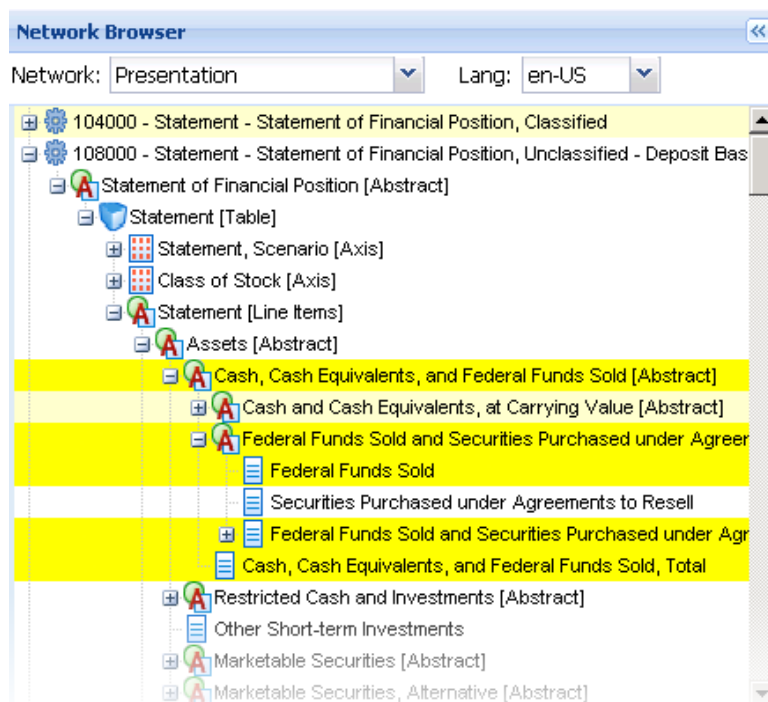 Network Browser
Network: Presentation Lang: en-US
104000 - Statement - Statement of Financial Position, Classified
108000 - Statement - Statement of Financial Position, Unclassified - Deposit Bas
Statement of Financial Position [Abstract]
Statement [Table]
Statement, Scenario [Axis]
Class of Stock [Axis]
Statement [Line Items]
Assets [Abstract]
Cash, Cash Equivalents, and Federal Funds Sold [Abstract]
Cash and Cash Equivalents, at Carrying Value [Abstract]
Federal Funds Sold and Securities Purchased under Agreer
Federal Funds Sold
Securities Purchased under Agreements to Resell
Federal Funds Sold and Securities Purchased under Agr
Cash, Cash Equivalents, and Federal Funds Sold, Total
Restricted Cash and Investments [Abstract]
Other Short-term Investments
Marketable Securities [Abstract]
Marketable Securities, Alternative [Abstract]